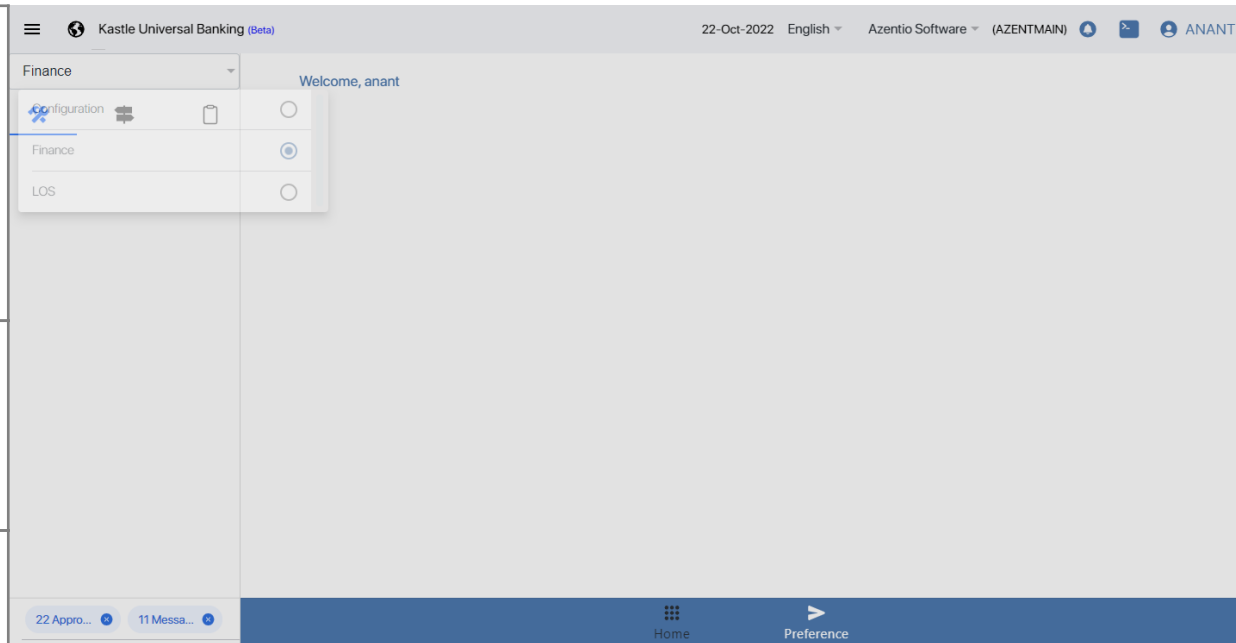 Kastle Universal Banking (Beta) 22-Oct-2022 English Azentio Software (AZENTMAIN) ANANT
Finance
Welcome, anant
Configuration
Finance
LOS
22 Appro... 11 Messa...
Home Preference